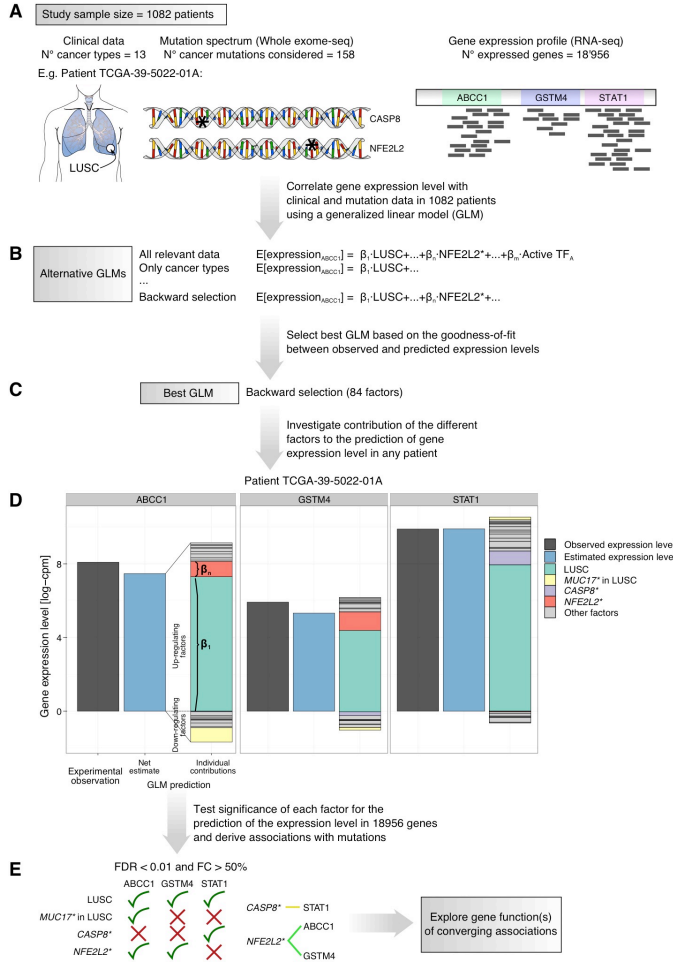 A
Study sample size = 1082 patients
Clinical data
N° cancer types = 13
Mutation spectrum (Whole exome-seq)
N° cancer mutations considered = 158
Gene expression profile (RNA-seq)
N° expressed genes = 18'956
E.g. Patient TCGA-39-5022-01A:
LUSC
CASP8
NFE2L2
ABCC1
GSTM4
STAT1
Correlate gene expression level with
clinical and mutation data in 1082 patients
using a generalized linear model (GLM)
B
Alternative GLMs
All relevant data E[expression_ABCC1] = β₁·LUSC+...+βₙ·NFE2L2*+...+βₘ·Active TF_A
Only cancer types E[expression_ABCC1] = β₁·LUSC+...
...
Backward selection E[expression_ABCC1] = β₁·LUSC+...+βₙ·NFE2L2*+...
Select best GLM based on the goodness-of-fit
between observed and predicted expression levels
C
Best GLM
Backward selection (84 factors)
Investigate contribution of the different
factors to the prediction of gene
expression level in any patient
D
Patient TCGA-39-5022-01A
ABCC1
GSTM4
STAT1
Gene expression level [log−cpm]
8
4
0
βₙ
β₁
Up-regulating
factors
Down-regulating
factors
Observed expression level
Estimated expression level
LUSC
MUC17* in LUSC
CASP8*
NFE2L2*
Other factors
Experimental
observation
Net
estimate
Individual
contributions
GLM prediction
Test significance of each factor for the
prediction of the expression level in 18956 genes
and derive associations with mutations
E
FDR < 0.01 and FC > 50%
ABCC1 GSTM4 STAT1
LUSC
MUC17* in LUSC
CASP8*
NFE2L2*
CASP8* STAT1
NFE2L2*
ABCC1
GSTM4
Explore gene function(s)
of converging associations